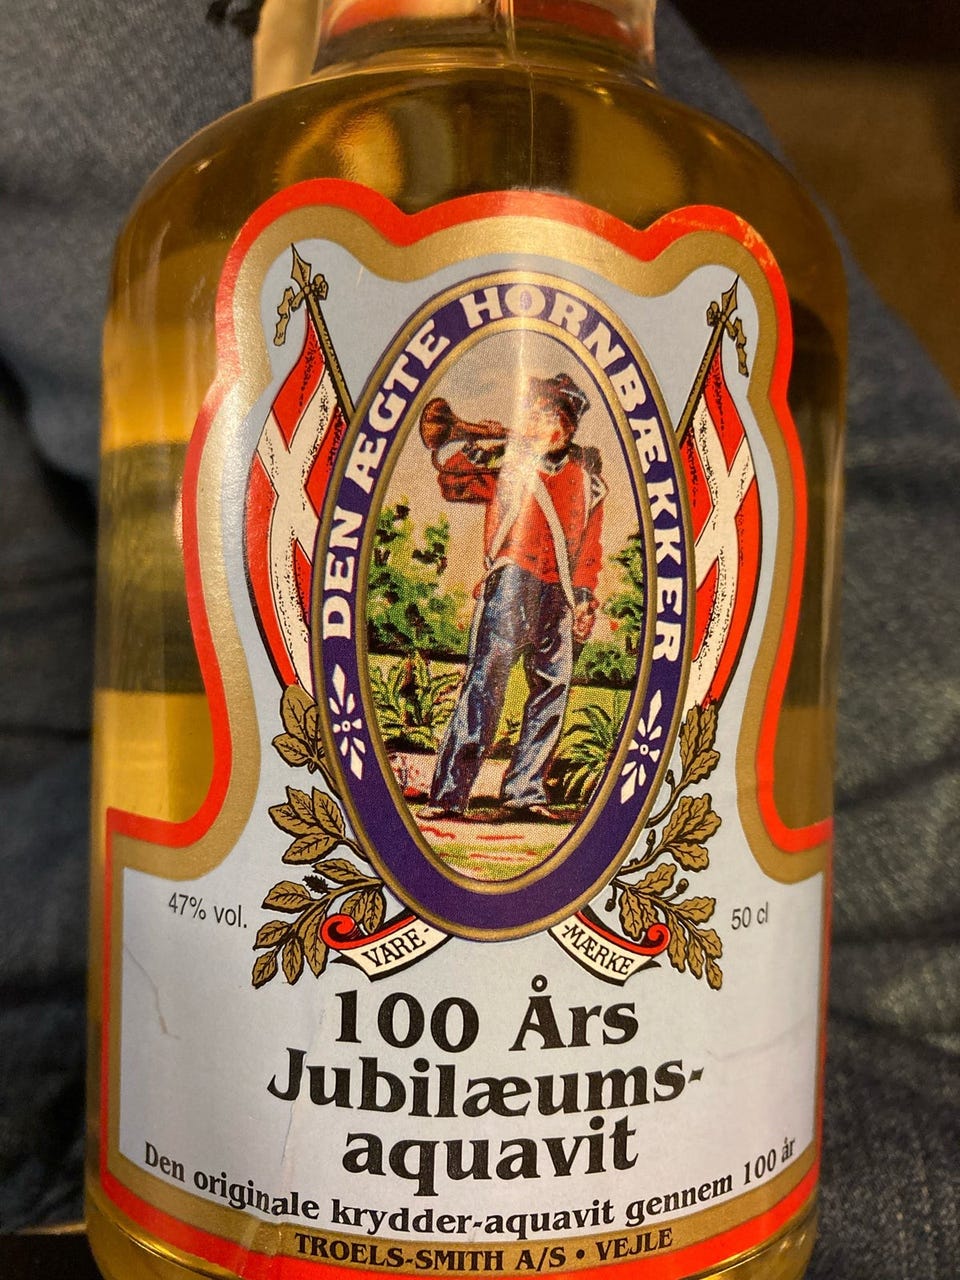 DEN ÆGTE HORNBÆKKER
47% vol.
50 cl
VARE-
MÆRKE
100 Års
Jubilæums-
aquavit
Den originale krydder-aquavit gennem 100 år
TROELS-SMITH A/S • VEJLE